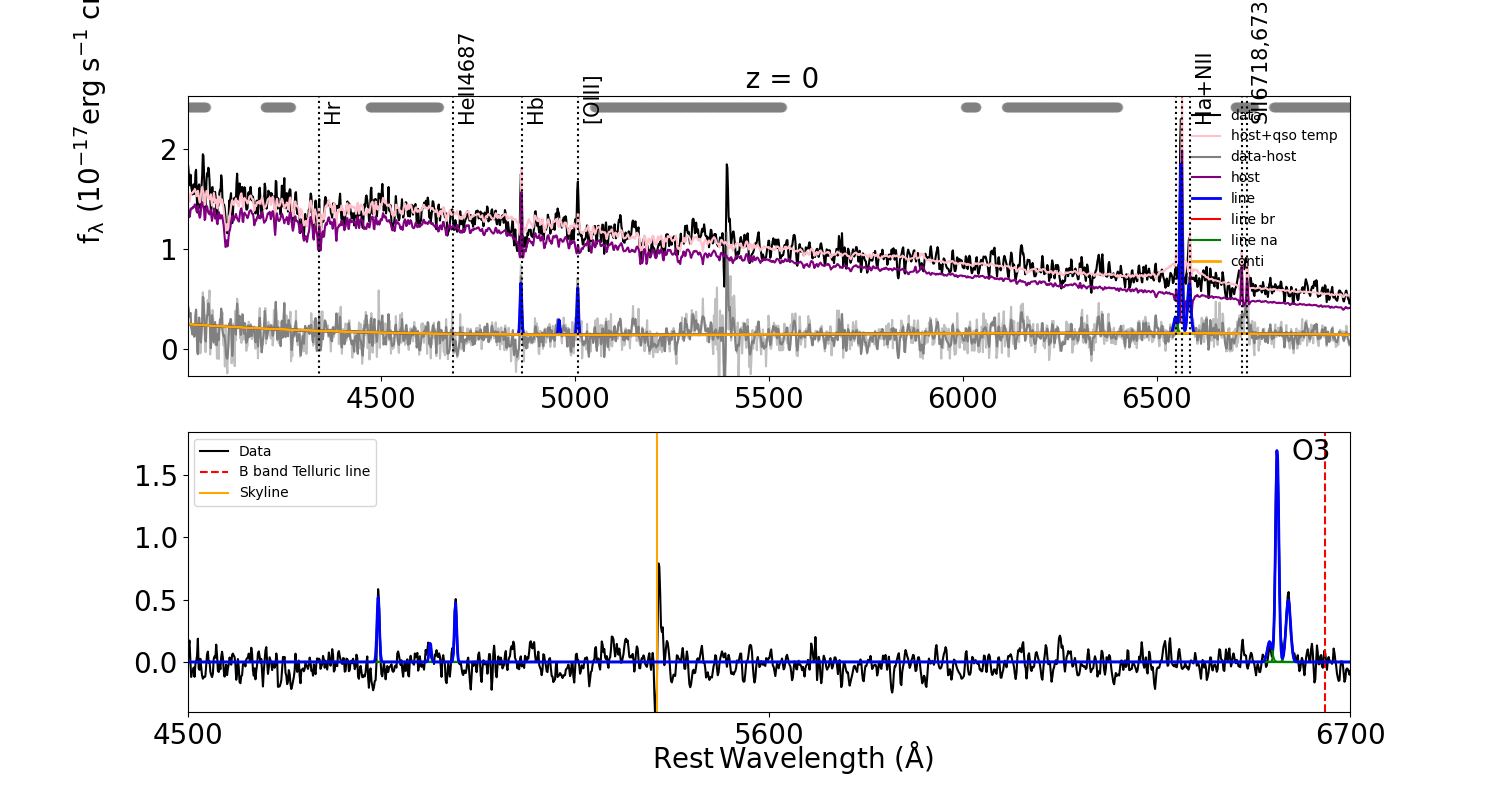 z = 0
f_λ (10^−17 erg s^−1
Hr
HeII4687
Hb
[OIII]
Ha+NII
SII6718,673
data
host+qso temp
data-host
host
line
line br
line na
conti
2
1
0
4500
5000
5500
6000
6500
O3
Data
B band Telluric line
Skyline
1.5
1.0
0.5
0.0
4500
5600
6700
Rest Wavelength (Å)